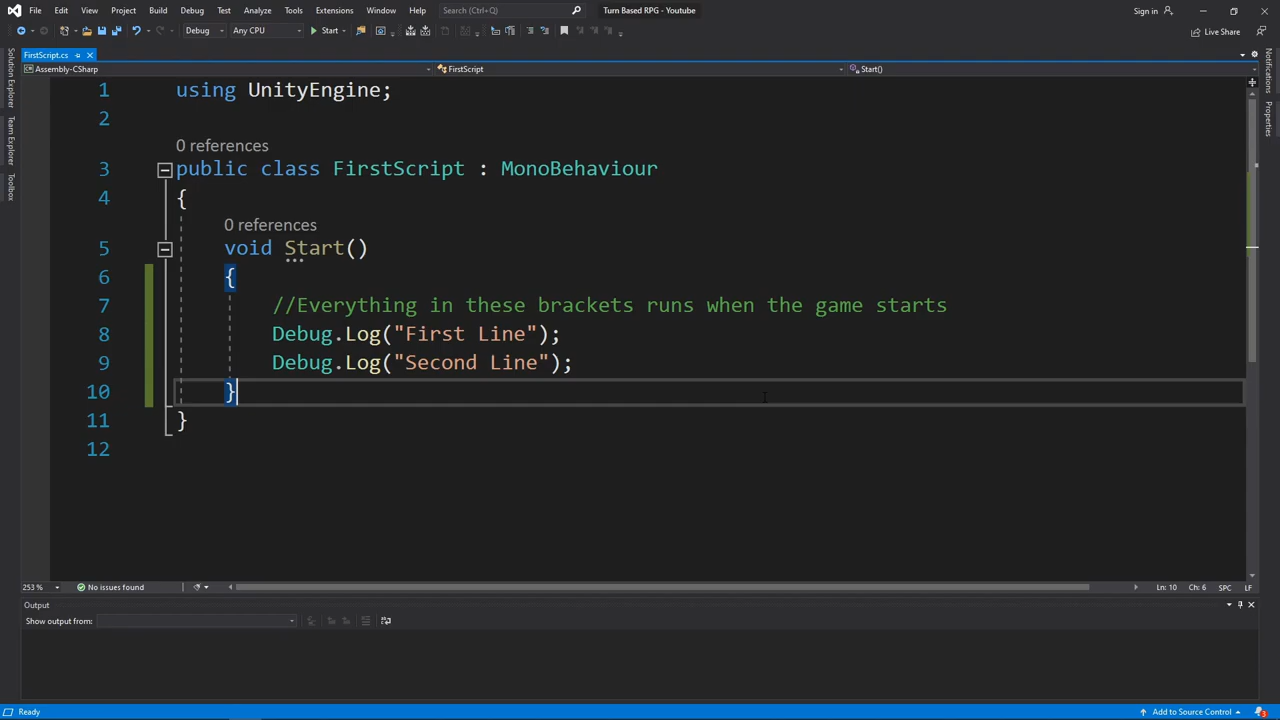 File Edit View Project Build Debug Test Analyze Tools Extensions Window Help Search (Ctrl+Q) Turn Based RPG - Youtube Sign in
Debug Any CPU Start Live Share
FirstScript.cs
Assembly-CSharp FirstScript Start()
Solution Explorer
Team Explorer
Toolbox
Notifications
Properties
1 using UnityEngine;
2
0 references
3 public class FirstScript : MonoBehaviour
4 {
0 references
5 void Start()
6 {
7 //Everything in these brackets runs when the game starts
8 Debug.Log("First Line");
9 Debug.Log("Second Line");
10 }
11 }
12
253 % No issues found Ln: 10 Ch: 6 SPC LF
Output
Show output from:
Ready Add to Source Control 3